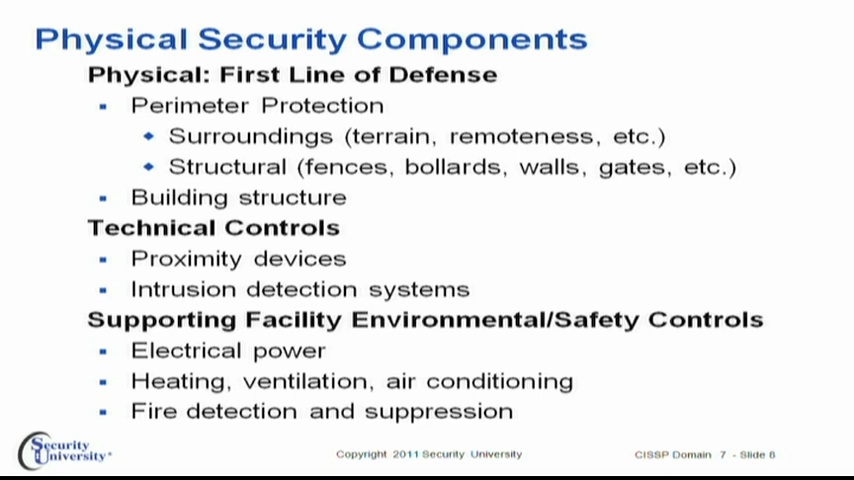 Physical Security Components
Physical: First Line of Defense
Perimeter Protection
Surroundings (terrain, remoteness, etc.)
Structural (fences, bollards, walls, gates, etc.)
Building structure
Technical Controls
Proximity devices
Intrusion detection systems
Supporting Facility Environmental/Safety Controls
Electrical power
Heating, ventilation, air conditioning
Fire detection and suppression
Security
University
Copyright 2011 Security University
CISSP Domain 7 - Slide 8